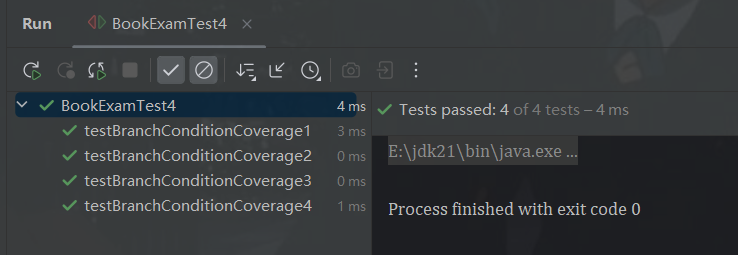 Run BookExamTest4
BookExamTest4 4 ms
testBranchConditionCoverage1 3 ms
testBranchConditionCoverage2 0 ms
testBranchConditionCoverage3 0 ms
testBranchConditionCoverage4 1 ms
Tests passed: 4 of 4 tests – 4 ms
E:\jdk21\bin\java.exe ...
Process finished with exit code 0